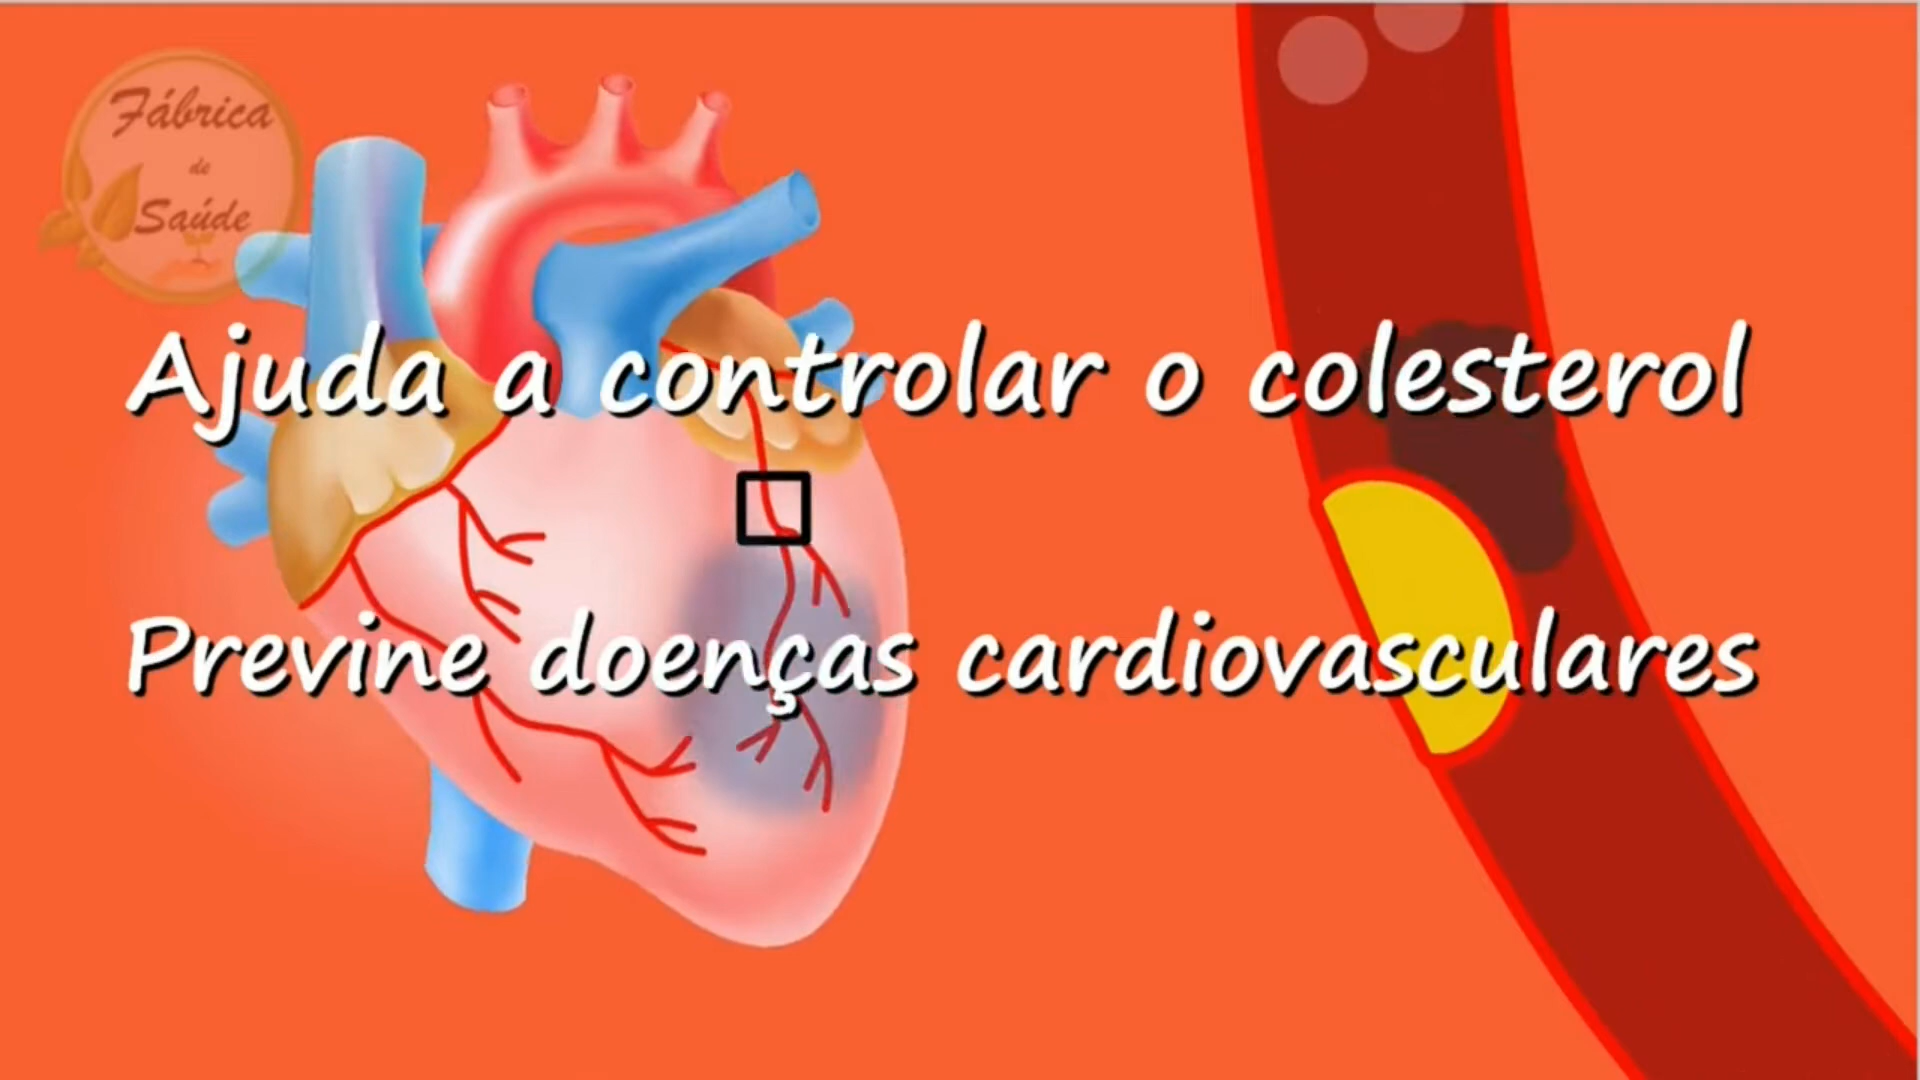 Fábrica
de
Saúde
Ajuda a controlar o colesterol
Previne doenças cardiovasculares